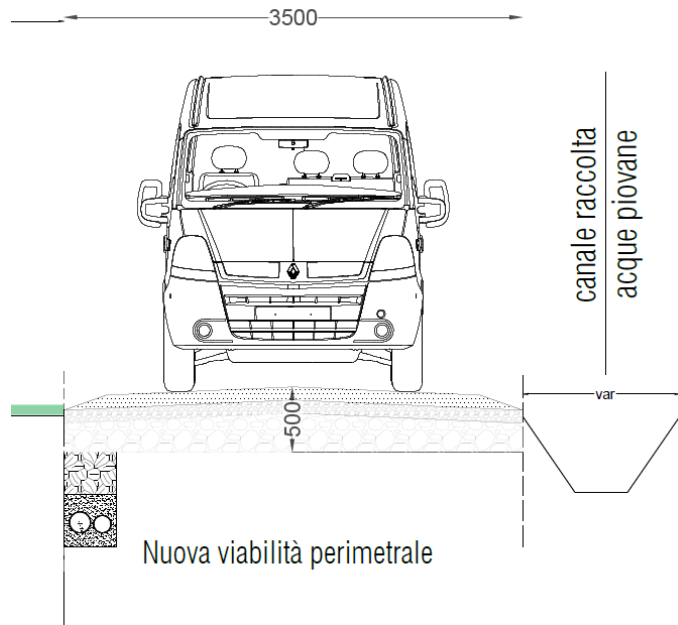 3500
canale raccolta
acque piovane
var
500
Nuova viabilità perimetrale